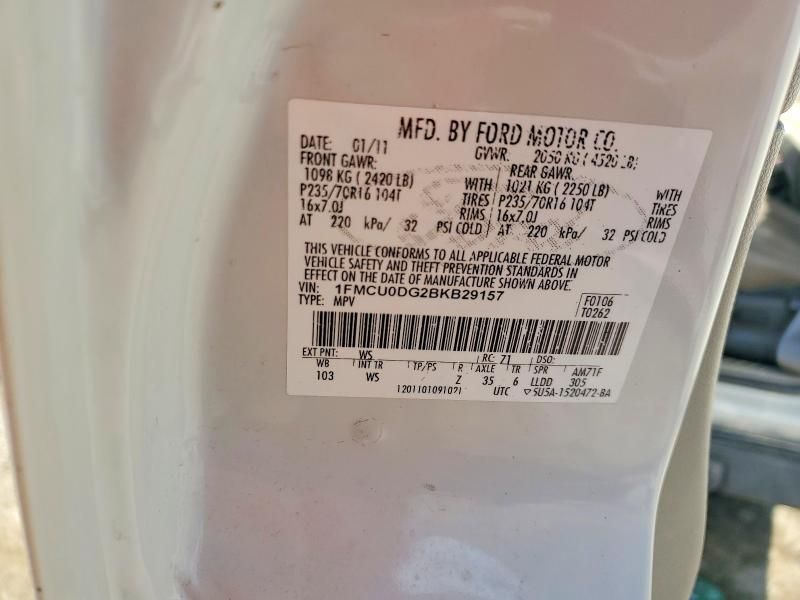 MFD. BY FORD MOTOR CO.
DATE: 01/11 GVWR: 2050 KG (4520 LB)
FRONT GAWR: REAR GAWR:
1098 KG (2420 LB) WITH 1021 KG (2250 LB) WITH
P235/70R16 104T TIRES P235/70R16 104T TIRES
16x7.0J RIMS 16x7.0J RIMS
AT 220 kPa/ 32 PSI COLD AT 220 kPa/ 32 PSI COLD
THIS VEHICLE CONFORMS TO ALL APPLICABLE FEDERAL MOTOR
VEHICLE SAFETY AND THEFT PREVENTION STANDARDS IN
EFFECT ON THE DATE OF MANUFACTURE SHOWN ABOVE.
VIN: 1FMCU0DG2BKB29157 F0106
TYPE: MPV T0262
EXT PNT: WS RC: 71 DSO:
WB INT TR TP/PS R AXLE TR SPR AM71F
103 WS Z 35 6 LLDD 305
1201101091021 UTC ▽5U5A-1520472-BA